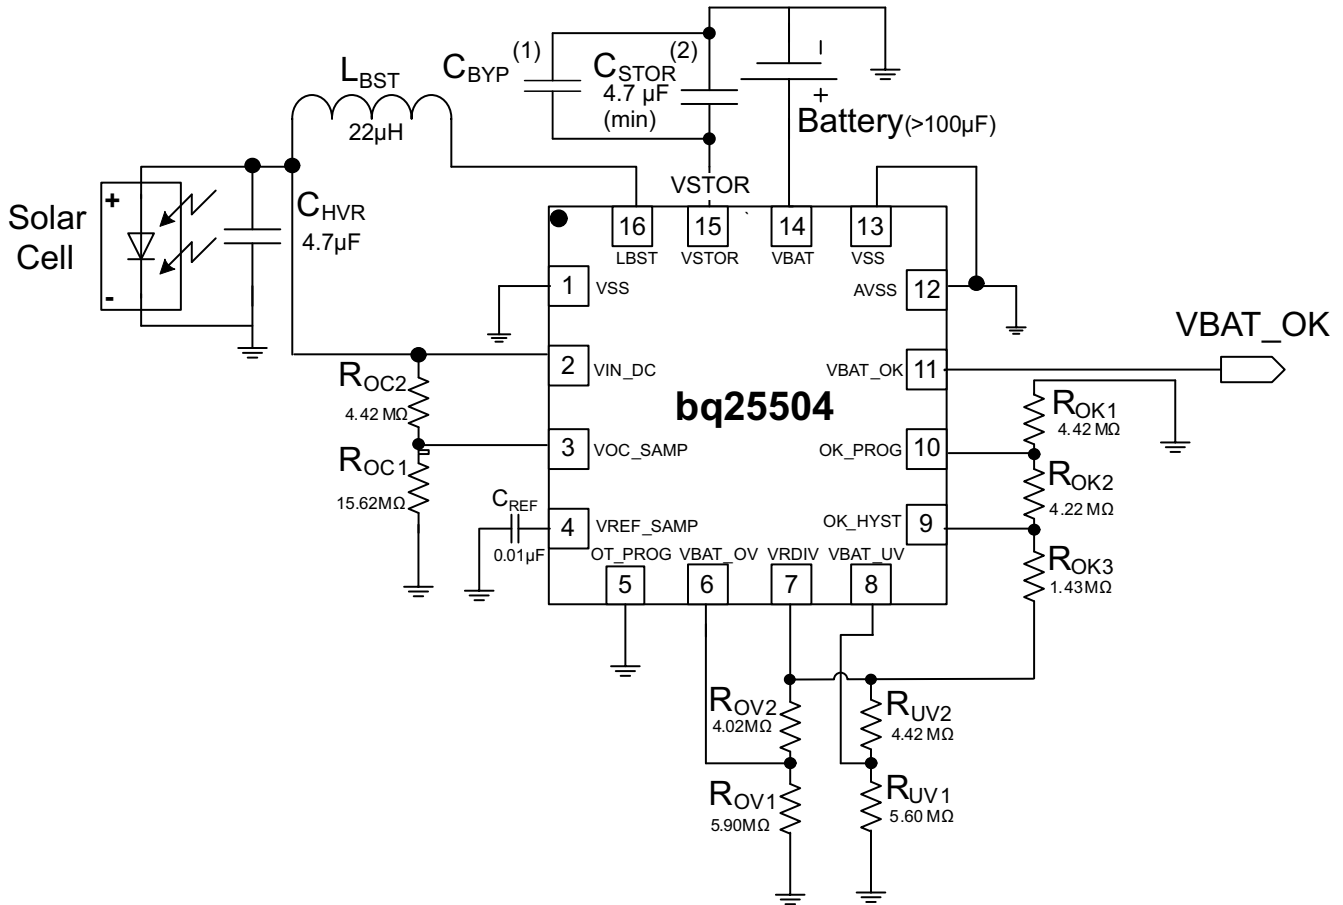 (1)
(2)
C_BYP
C_STOR
4.7 µF
(min)
L_BST
22µH
–
+
Battery(>100µF)
VSTOR
Solar
Cell
+
-
C_HVR
4.7µF
16
LBST
15
VSTOR
14
VBAT
13
VSS
1
VSS
AVSS
12
VBAT_OK
2
VIN_DC
VBAT_OK
11
bq25504
R_OC2
4.42 MΩ
R_OK1
4.42 MΩ
3
VOC_SAMP
OK_PROG
10
R_OC1
15.62MΩ
R_OK2
4.22 MΩ
C_REF
0.01µF
4
VREF_SAMP
OK_HYST
9
OT_PROG
VBAT_OV
VRDIV
VBAT_UV
5
6
7
8
R_OK3
1.43MΩ
R_OV2
4.02MΩ
R_UV2
4.42 MΩ
R_OV1
5.90MΩ
R_UV1
5.60 MΩ